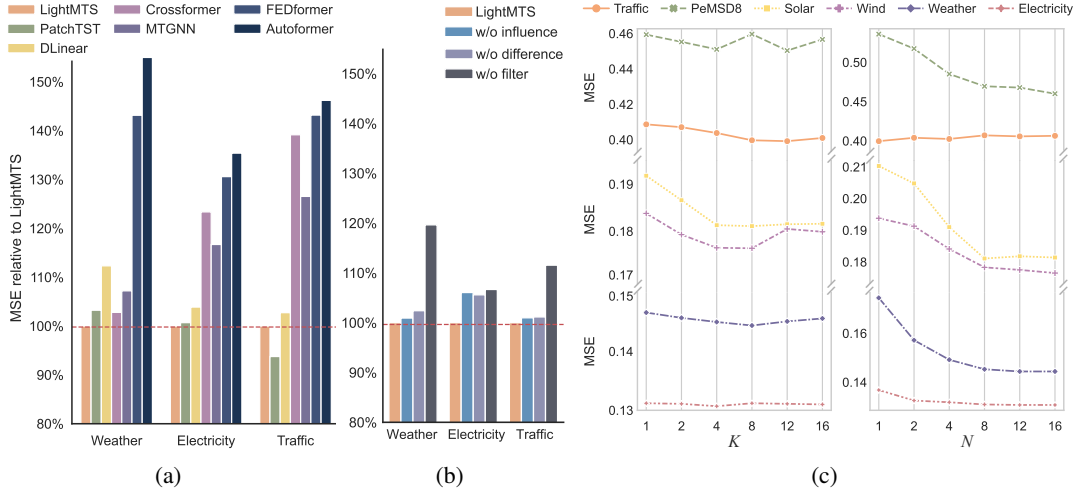 LightMTS Crossformer FEDformer
PatchTST MTGNN Autoformer
DLinear
MSE relative to LightMTS
150%
140%
130%
120%
110%
100%
90%
80%
Weather Electricity Traffic
(a)
LightMTS
w/o influence
w/o difference
w/o filter
150%
140%
130%
120%
110%
100%
90%
80%
Weather Electricity Traffic
(b)
Traffic PeMSD8 Solar Wind Weather Electricity
MSE
0.46
0.44
0.42
0.40
MSE
0.19
0.18
0.17
MSE
0.15
0.14
0.13
1 2 4 8 12 16
K
0.50
0.45
0.40
0.21
0.20
0.19
0.18
0.16
0.14
1 2 4 8 12 16
N
(c)